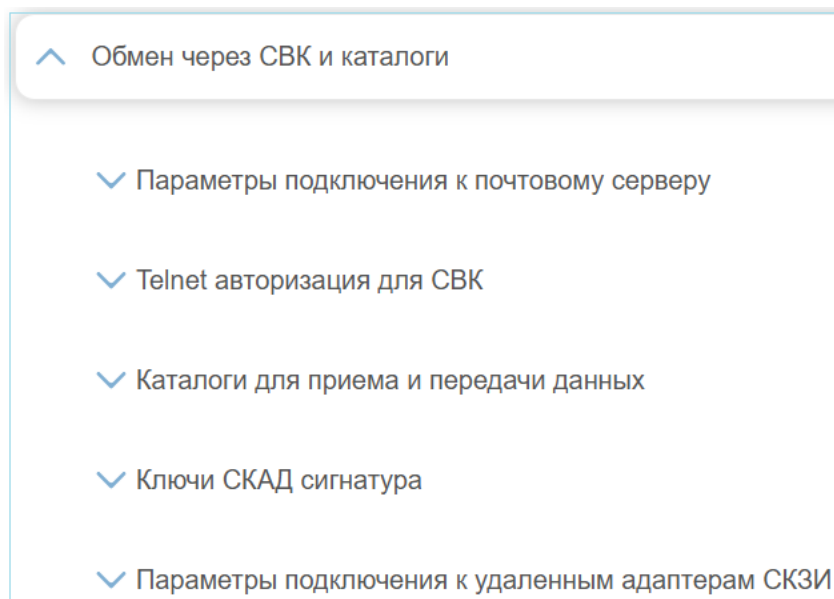 Обмен через СВК и каталоги
Параметры подключения к почтовому серверу
Telnet авторизация для СВК
Каталоги для приема и передачи данных
Ключи СКАД сигнатура
Параметры подключения к удаленным адаптерам СКЗИ